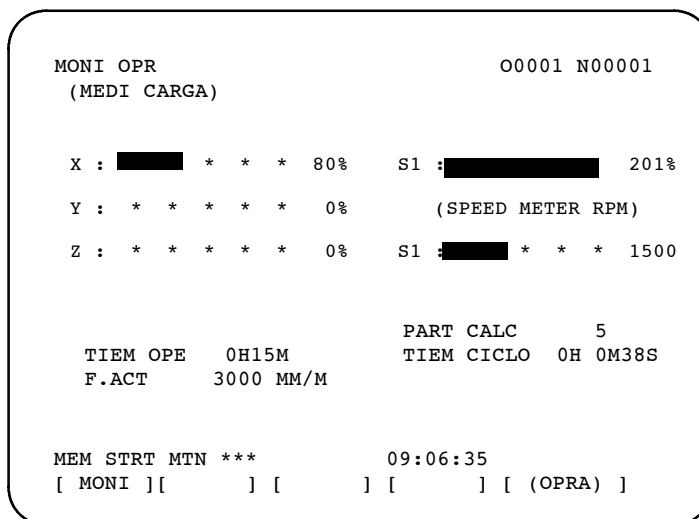 MONI OPR O0001 N00001
(MEDI CARGA)
X : * * * 80% S1 : 201%
Y : * * * * * 0% (SPEED METER RPM)
Z : * * * * * 0% S1 : * * * 1500
PART CALC 5
TIEM OPE 0H15M TIEM CICLO 0H 0M38S
F.ACT 3000 MM/M
MEM STRT MTN *** 09:06:35
[ MONI ][ ] [ ] [ ] [ (OPRA) ]